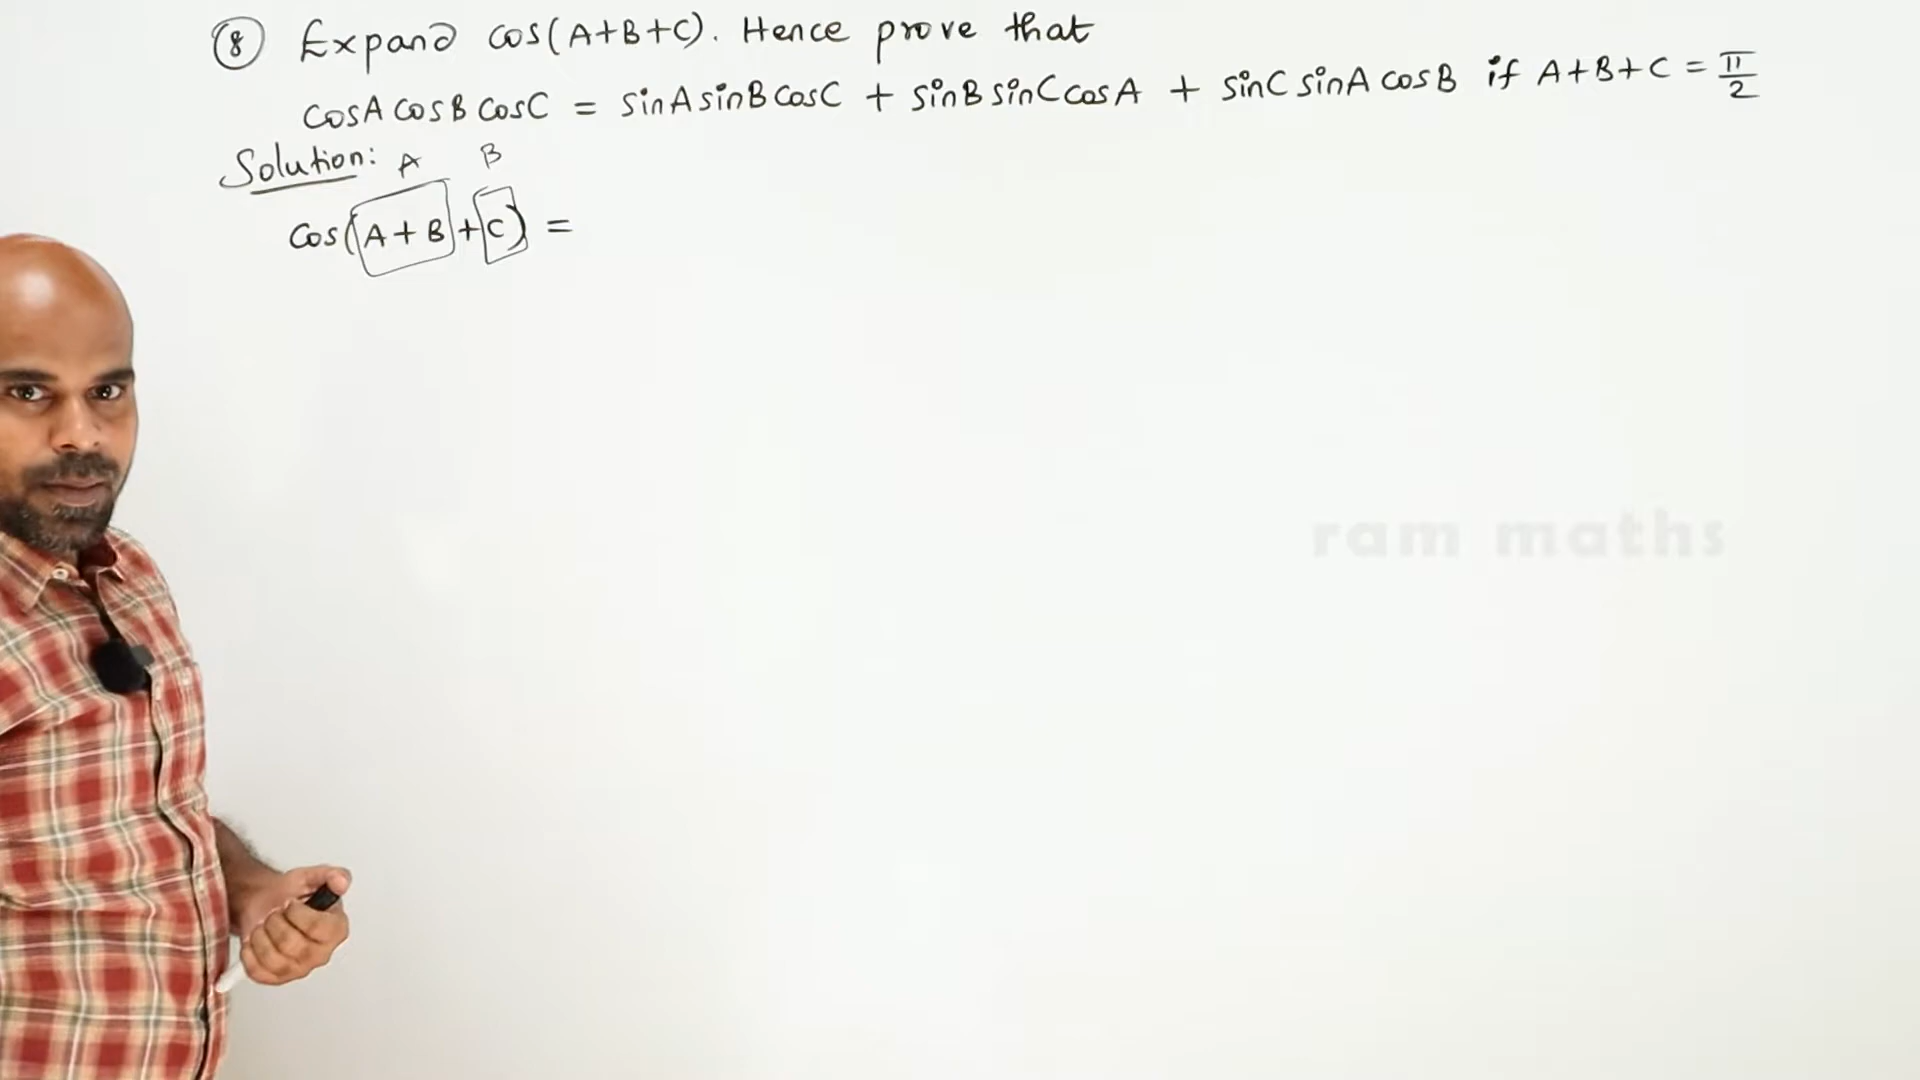 ⑧ Expand cos(A+B+C). Hence prove that
cosA cosB cosC = sinA sinB cosC + sinB sinC cosA + sinC sinA cosB if A+B+C = π/2
Solution: A B
cos(A+B+C) =
ram maths